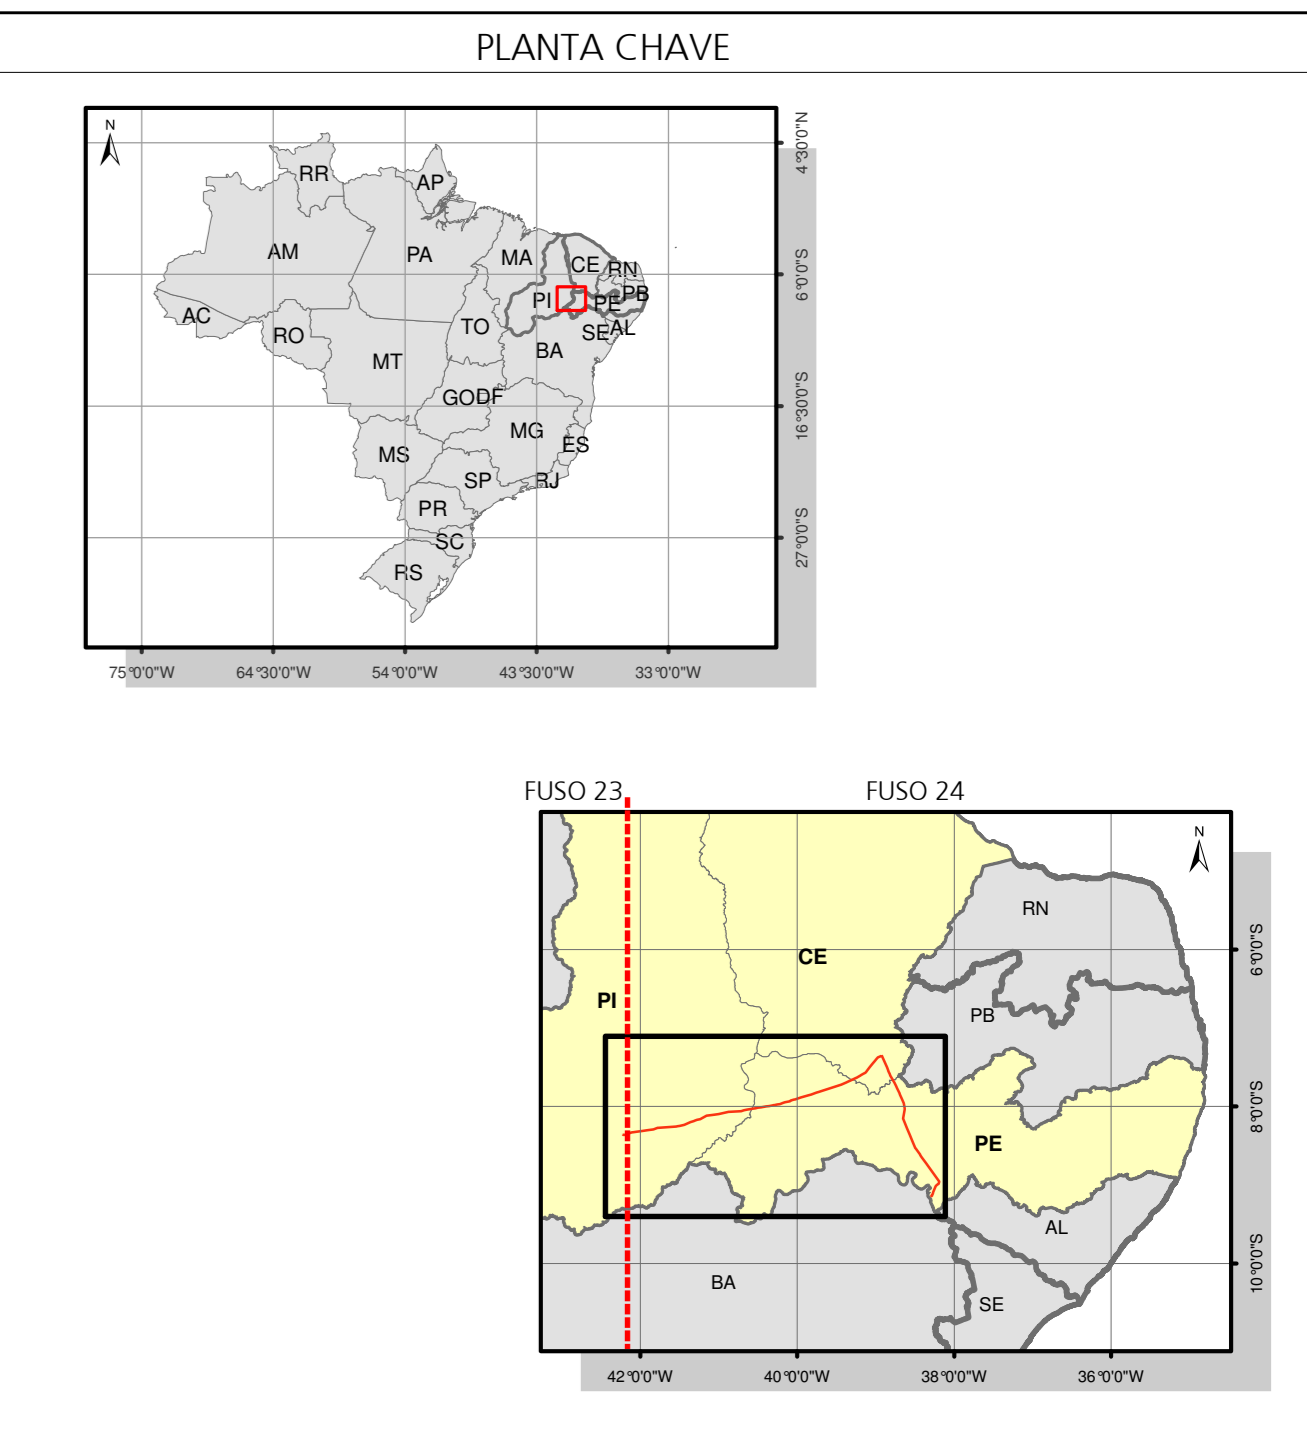 PLANTA CHAVE
N
4°30'0"N
RR
AP
AM
PA
MA
CE
RN
6°0'0"S
PI
PB
PE
AC
RO
TO
SE
AL
MT
BA
GO
DF
16°30'0"S
MG
ES
MS
SP
RJ
PR
SC
27°0'0"S
RS
75°0'0"W
64°30'0"W
54°0'0"W
43°30'0"W
33°0'0"W
FUSO 23
FUSO 24
N
RN
6°0'0"S
CE
PI
PB
8°0'0"S
PE
AL
10°0'0"S
BA
SE
42°0'0"W
40°0'0"W
38°0'0"W
36°0'0"W